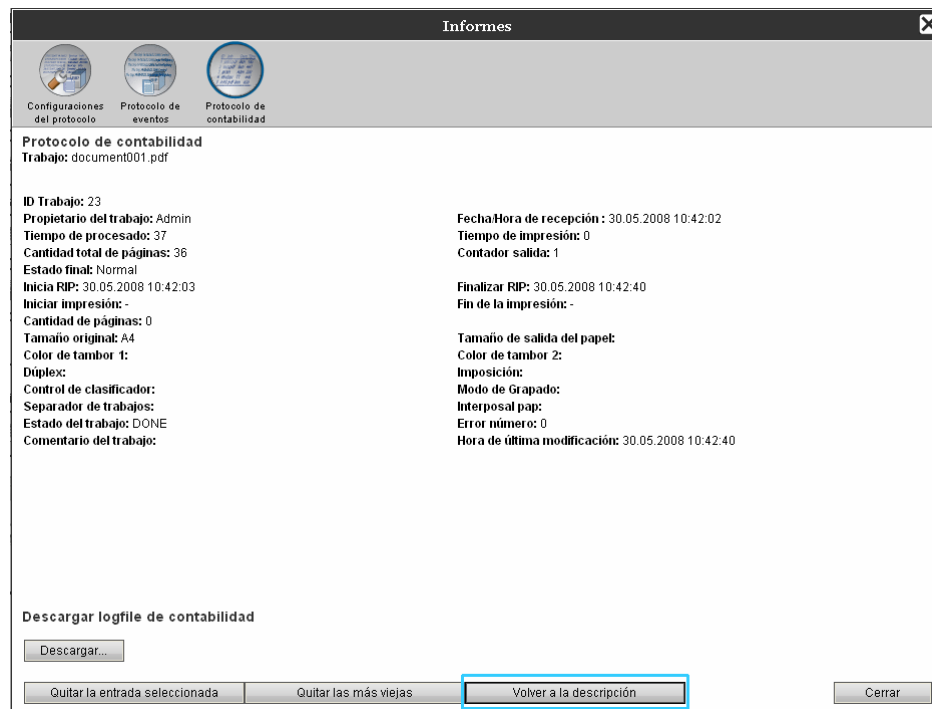 Informes
Configuraciones del protocolo
Protocolo de eventos
Protocolo de contabilidad
Protocolo de contabilidad
Trabajo: document001.pdf
ID Trabajo: 23
Propietario del trabajo: Admin
Fecha/Hora de recepción : 30.05.2008 10:42:02
Tiempo de procesado: 37
Tiempo de impresión: 0
Cantidad total de páginas: 36
Contador salida: 1
Estado final: Normal
Inicia RIP: 30.05.2008 10:42:03
Finalizar RIP: 30.05.2008 10:42:40
Iniciar impresión: -
Fin de la impresión: -
Cantidad de páginas: 0
Tamaño original: A4
Tamaño de salida del papel:
Color de tambor 1:
Color de tambor 2:
Dúplex:
Imposición:
Control de clasificador:
Modo de Grapado:
Separador de trabajos:
Interposal pap:
Estado del trabajo: DONE
Error número: 0
Comentario del trabajo:
Hora de última modificación: 30.05.2008 10:42:40
Descargar logfile de contabilidad
Descargar...
Quitar la entrada seleccionada
Quitar las más viejas
Volver a la descripción
Cerrar